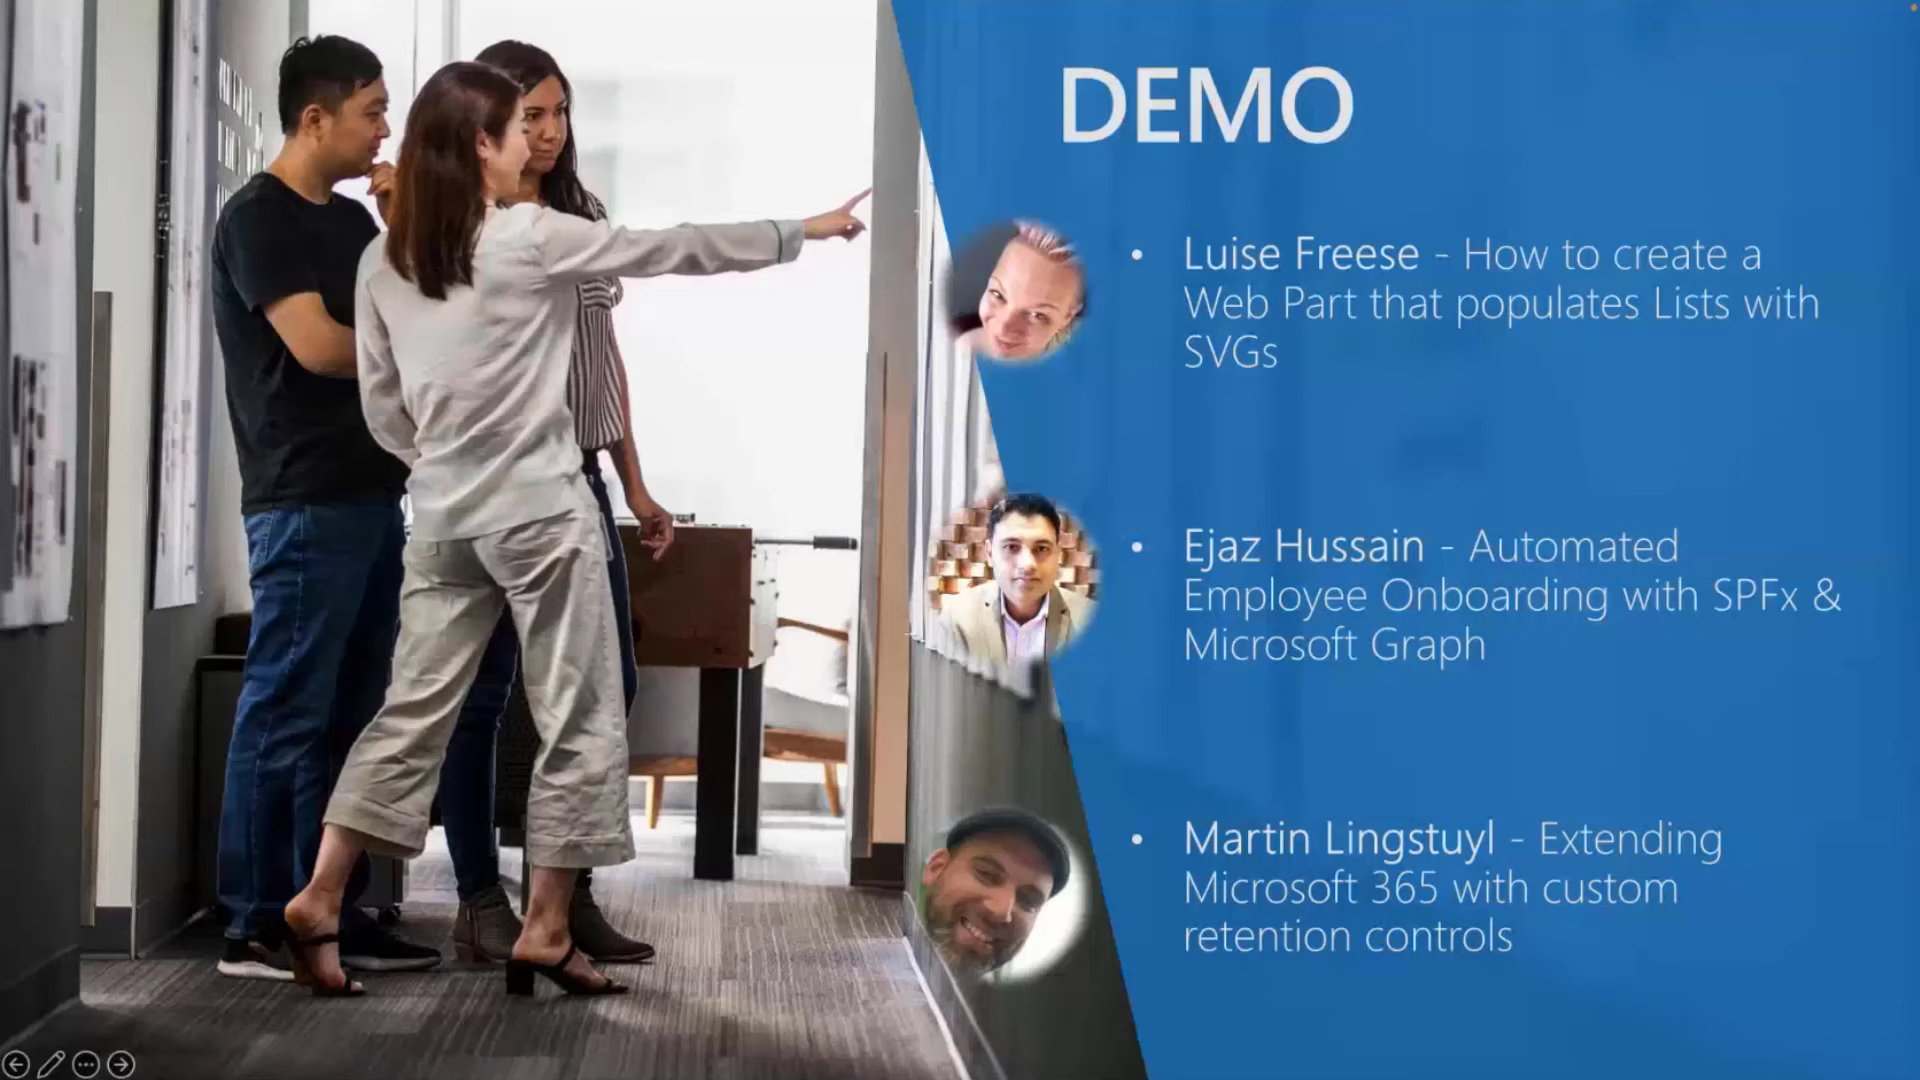 DEMO
• Luise Freese - How to create a
Web Part that populates Lists with
SVGs
• Ejaz Hussain - Automated
Employee Onboarding with SPFx &
Microsoft Graph
• Martin Lingstuyl - Extending
Microsoft 365 with custom
retention controls